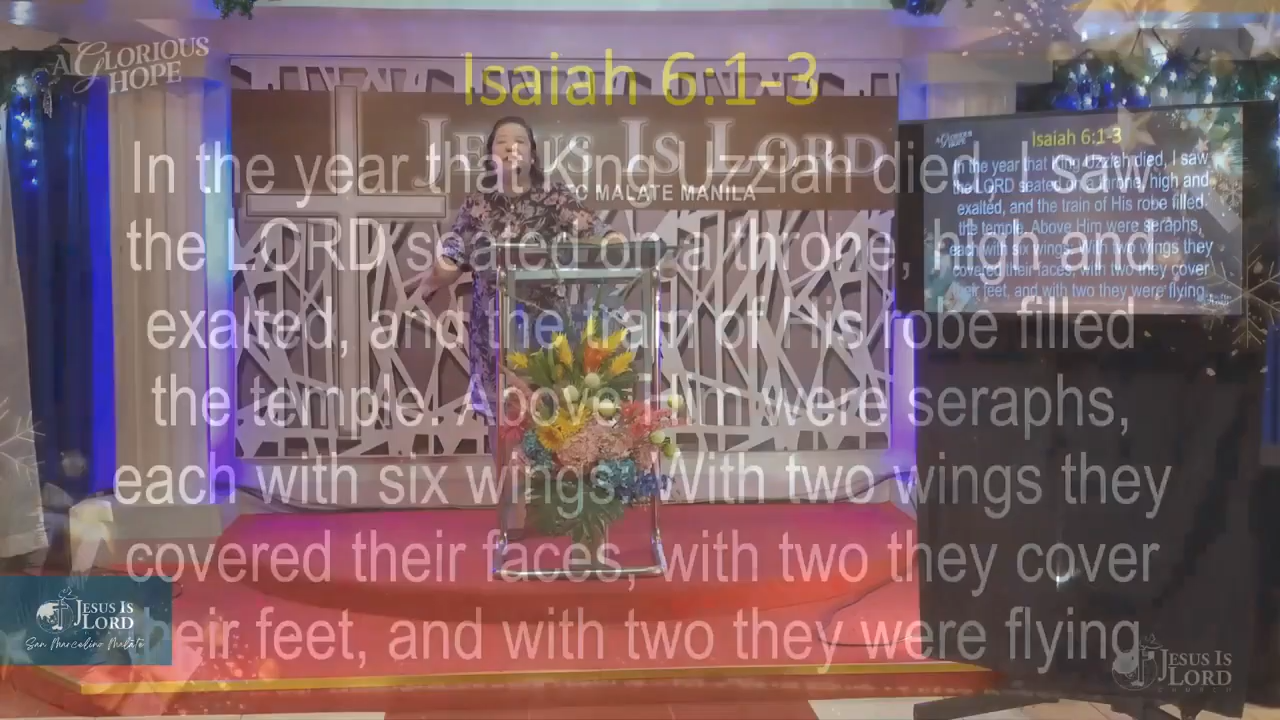 A GLORIOUS
HOPE
Isaiah 6:1-3
In the year that King Uzziah died, I saw
the LORD seated on a throne, high and
exalted, and the train of His robe filled
the temple. Above Him were seraphs,
each with six wings. With two wings they
covered their faces, with two they cover
their feet, and with two they were flying.
JESUS IS LORD
MALATE MANILA
A GLORIOUS
HOPE
Isaiah 6:1-3
In the year that King Uzziah died, I saw
the LORD seated on a throne, high and
exalted, and the train of His robe filled
the temple. Above Him were seraphs,
each with six wings. With two wings they
covered their faces, with two they cover
their feet, and with two they were flying.
JESUS IS
LORD
San Marcelino Malate
JESUS IS
LORD
CHURCH